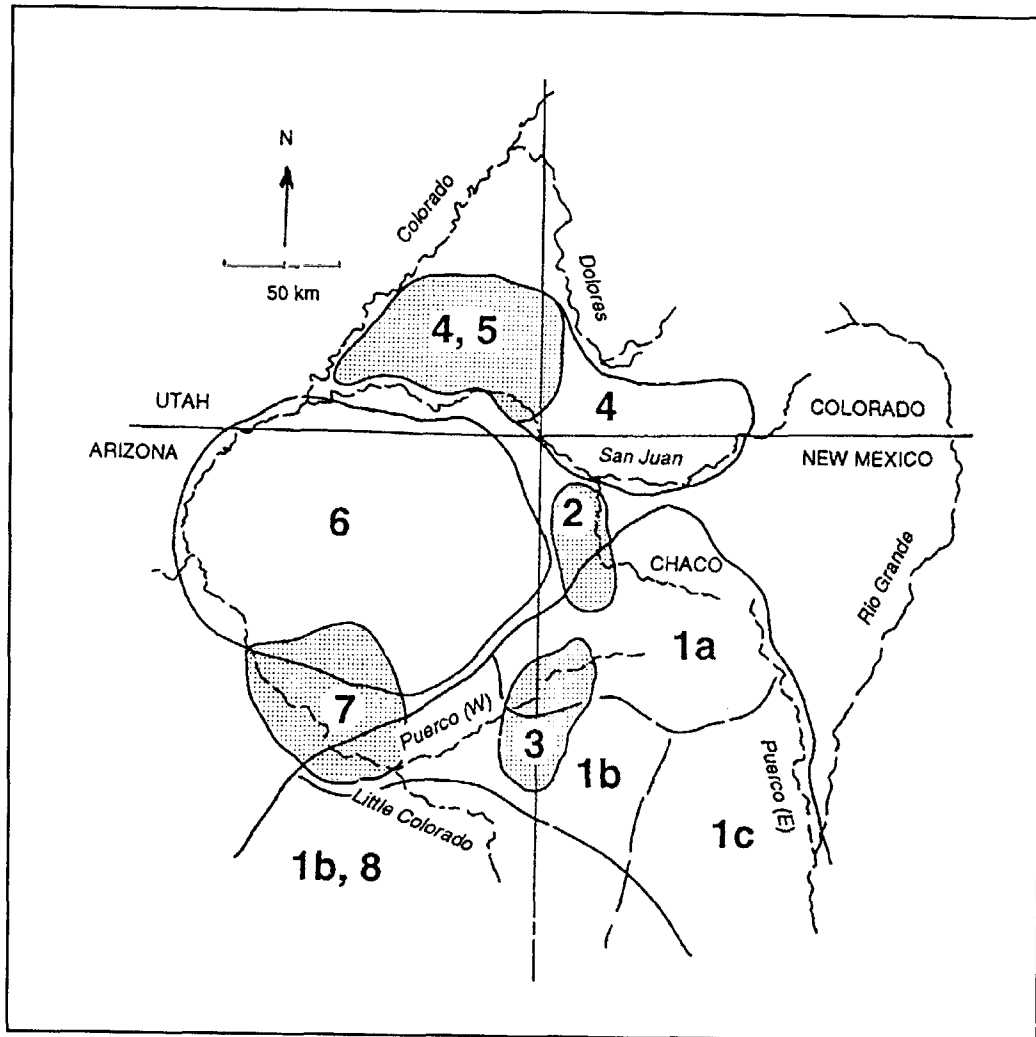 N
50 km
Colorado
Dolores
4, 5
4
UTAH
COLORADO
ARIZONA
San Juan
NEW MEXICO
6
2
CHACO
Rio Grande
1a
7
Puerco (W)
3
1b
Puerco (E)
Little Colorado
1c
1b, 8